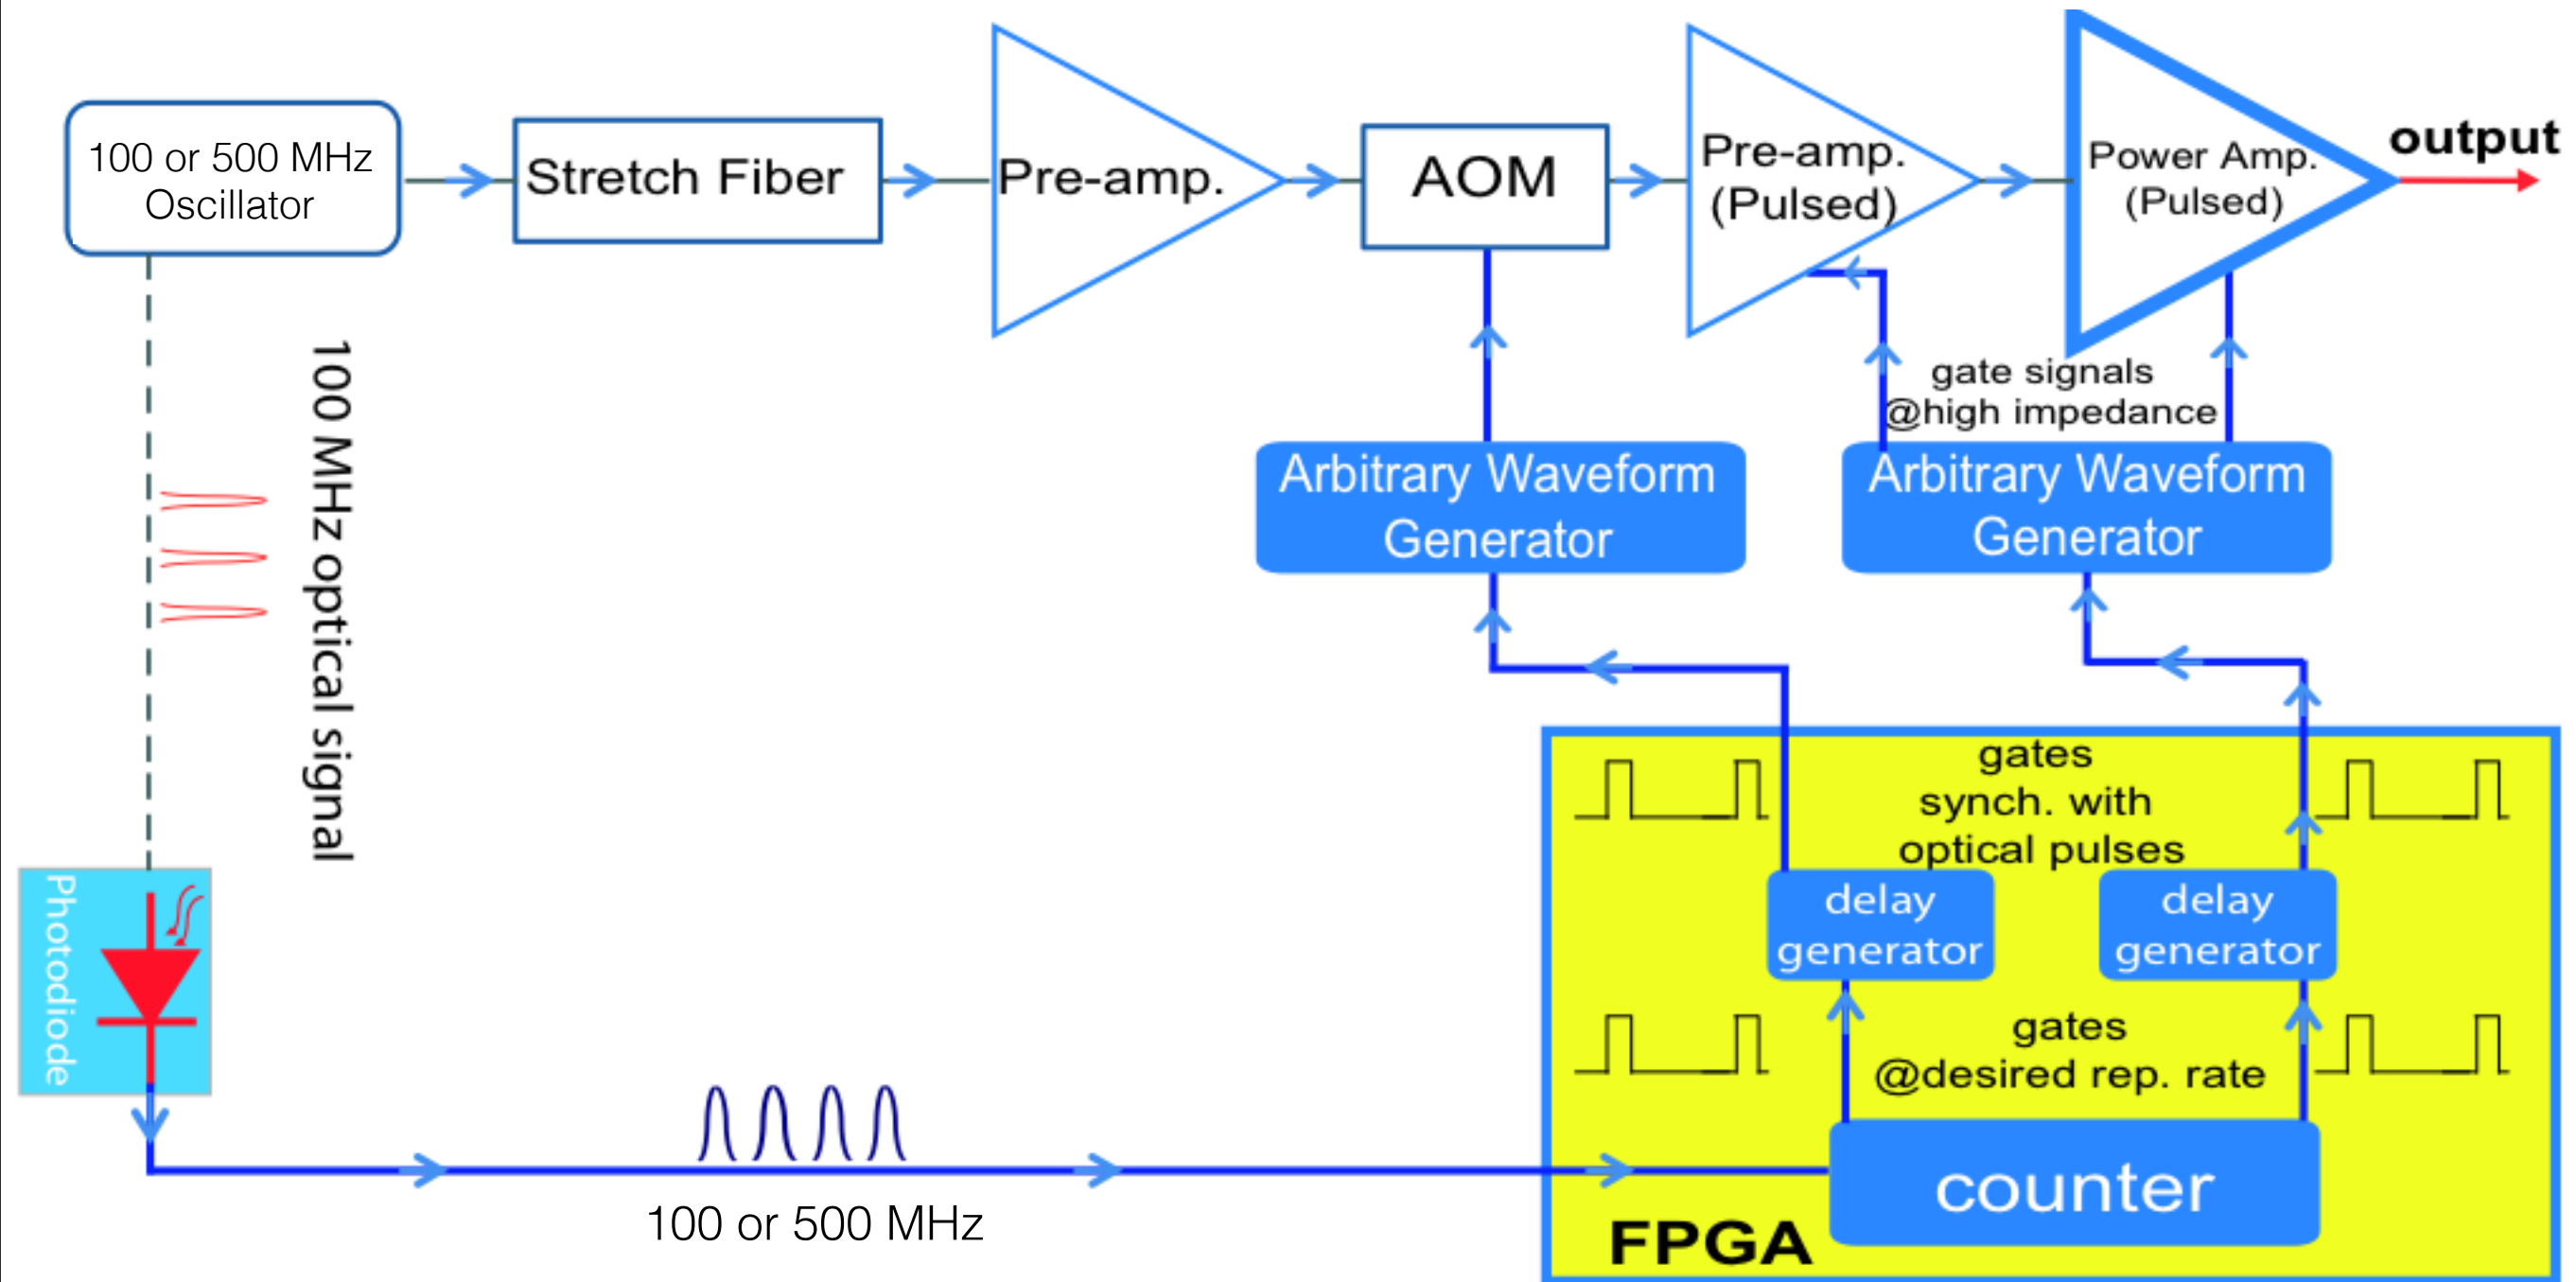 100 or 500 MHz
Oscillator
Stretch Fiber
Pre-amp.
AOM
Pre-amp.
(Pulsed)
Power Amp.
(Pulsed)
output
100 MHz optical signal
gate signals
@high impedance
Arbitrary Waveform
Generator
Arbitrary Waveform
Generator
gates
synch. with
optical pulses
delay
generator
delay
generator
gates
@desired rep. rate
Photodiode
100 or 500 MHz
counter
FPGA